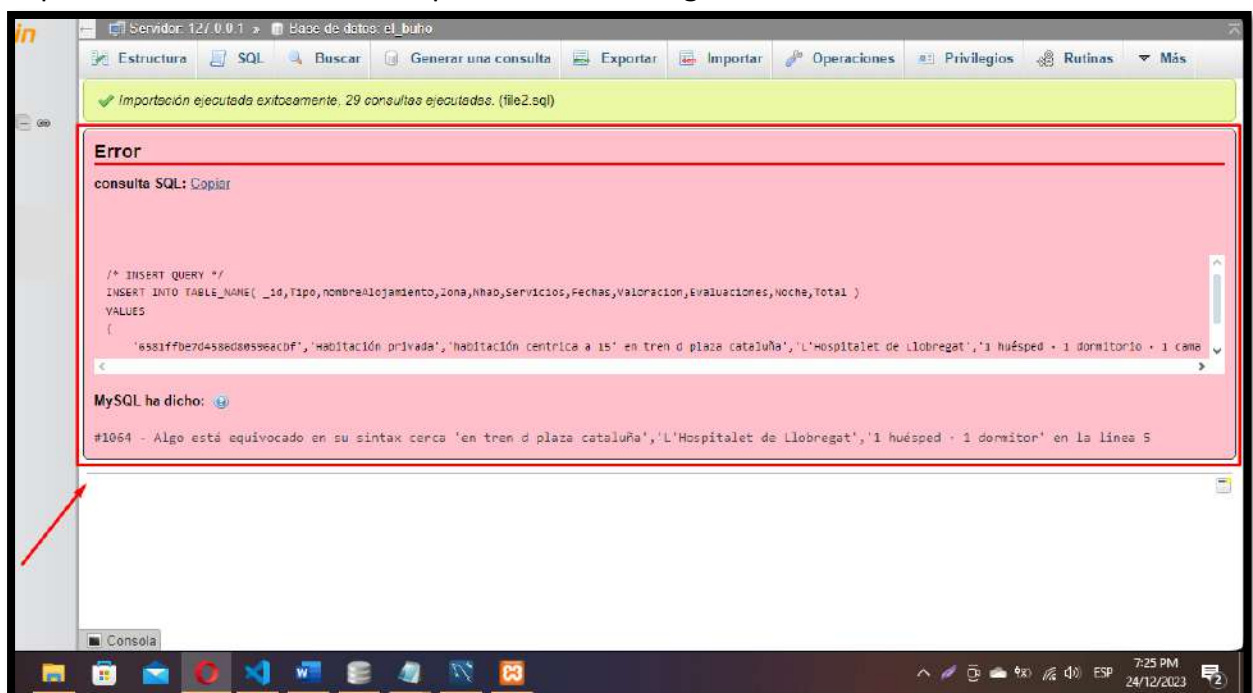 in
Servidor: 127.0.0.1 » Base de datos: el_buho
Estructura SQL Buscar Generar una consulta Exportar Importar Operaciones Privilegios Rutinas Más
Importación ejecutada exitosamente, 29 consultas ejecutadas. (file2.sql)
Error
consulta SQL: Copiar
/* INSERT QUERY */
INSERT INTO TABLE_NAME( _id,Tipo,nombreAlojamiento,Zona,Nhab,Servicios,Fechas,Valoracion,Evaluaciones,Noche,Total )
VALUES
(
'Habitación privada','habitación centrica a 15' en tren d plaza cataluña','L'Hospitalet de Llobregat','1 huésped · 1 dormitorio · 1 cama
MySQL ha dicho:
#1064 - Algo está equivocado en su sintax cerca 'en tren d plaza cataluña','L'Hospitalet de Llobregat','1 huésped · 1 dormitor' en la linea 5
Consola
ESP
7:25 PM
24/12/2023
2